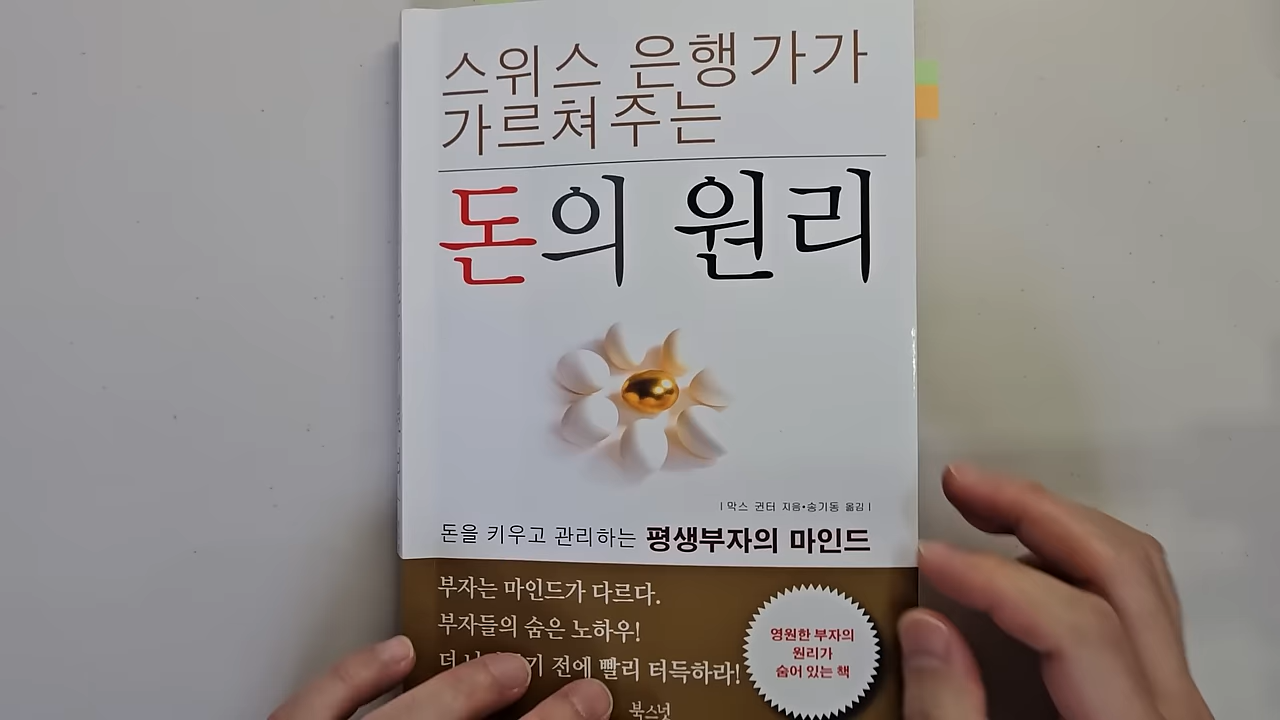 스위스 은행가가
가르쳐주는
돈의 원리
| 막스 귄터 지음•송기동 옮김 |
돈을 키우고 관리하는 평생부자의 마인드
부자는 마인드가 다르다.
부자들의 숨은 노하우!
더 전에 빨리 터득하라!
영원한 부자의
원리가
숨어 있는 책
북스넛